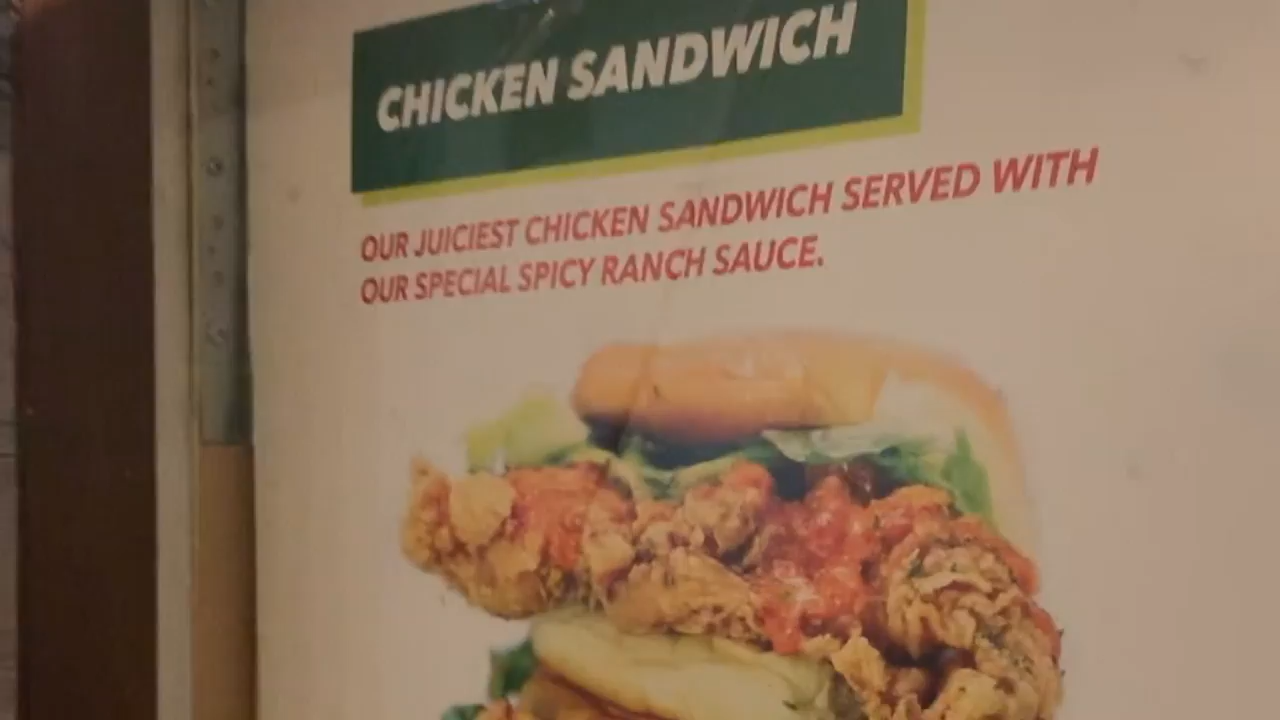 CHICKEN SANDWICH
OUR JUICIEST CHICKEN SANDWICH SERVED WITH
OUR SPECIAL SPICY RANCH SAUCE.